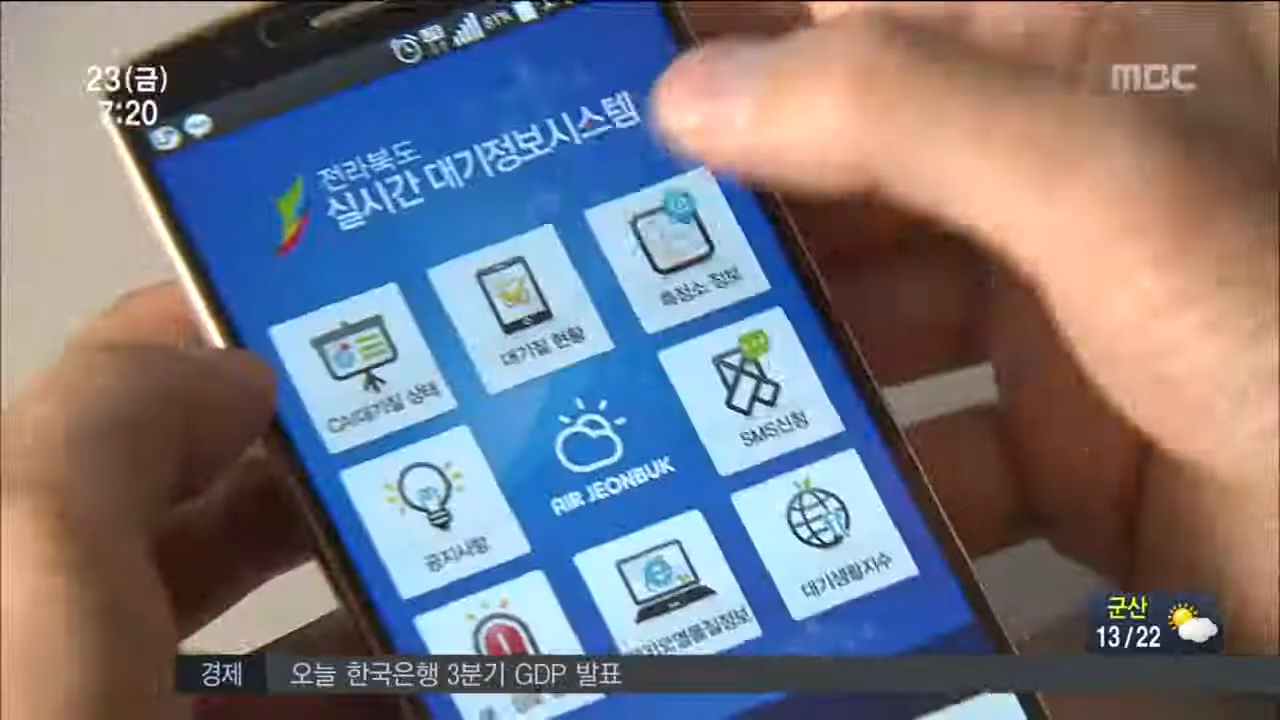 23(금)
7:20
MBC
전라북도
실시간 대기정보시스템
CAI대기질 상태
대기질 현황
측정소 정보
SMS신청
AIR JEONBUK
공지사항
대기생활지수
군산
13/22
경제
오늘 한국은행 3분기 GDP 발표